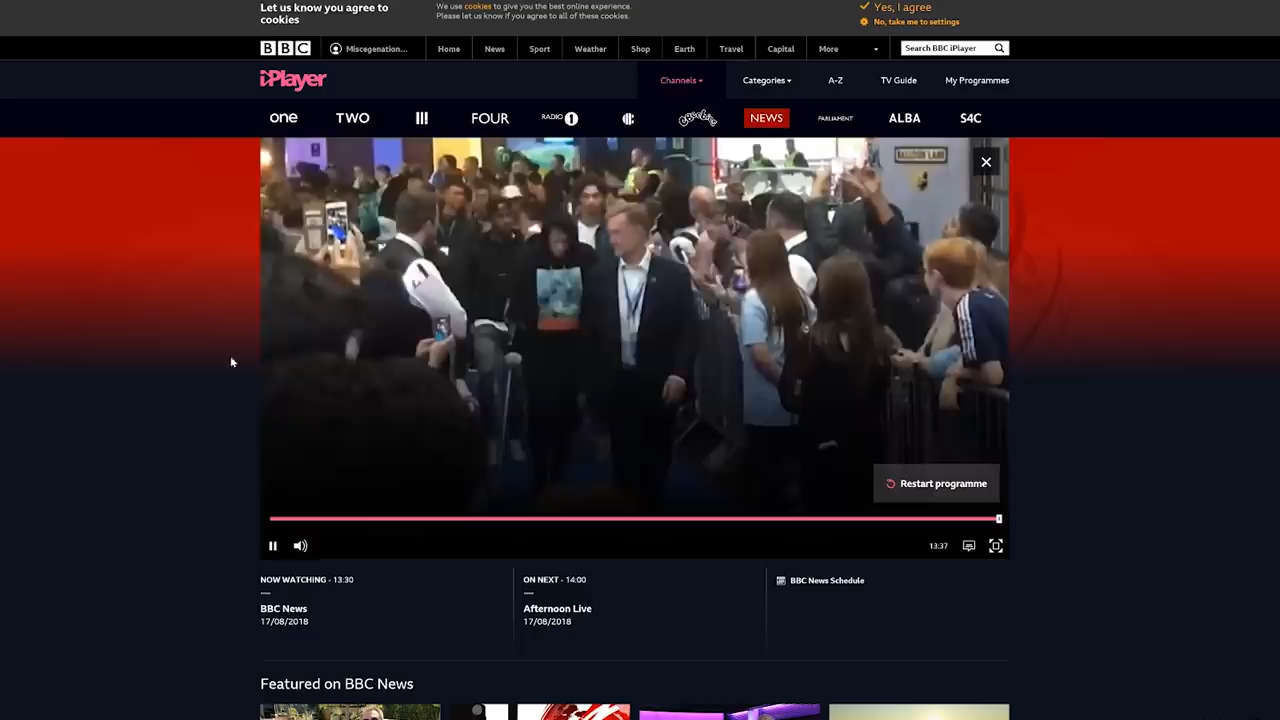 Let us know you agree to
cookies
We use cookies to give you the best online experience.
Please let us know if you agree to all of these cookies.
Yes, I agree
No, take me to settings
BBC
Miscegenation...
Home
News
Sport
Weather
Shop
Earth
Travel
Capital
More
Search BBC iPlayer
iPlayer
Channels
Categories
A-Z
TV Guide
My Programmes
one
TWO
FOUR
RADIO 1
NEWS
PARLIAMENT
ALBA
S4C
Restart programme
13:37
NOW WATCHING - 13:30
BBC News
17/08/2018
ON NEXT - 14:00
Afternoon Live
17/08/2018
BBC News Schedule
Featured on BBC News